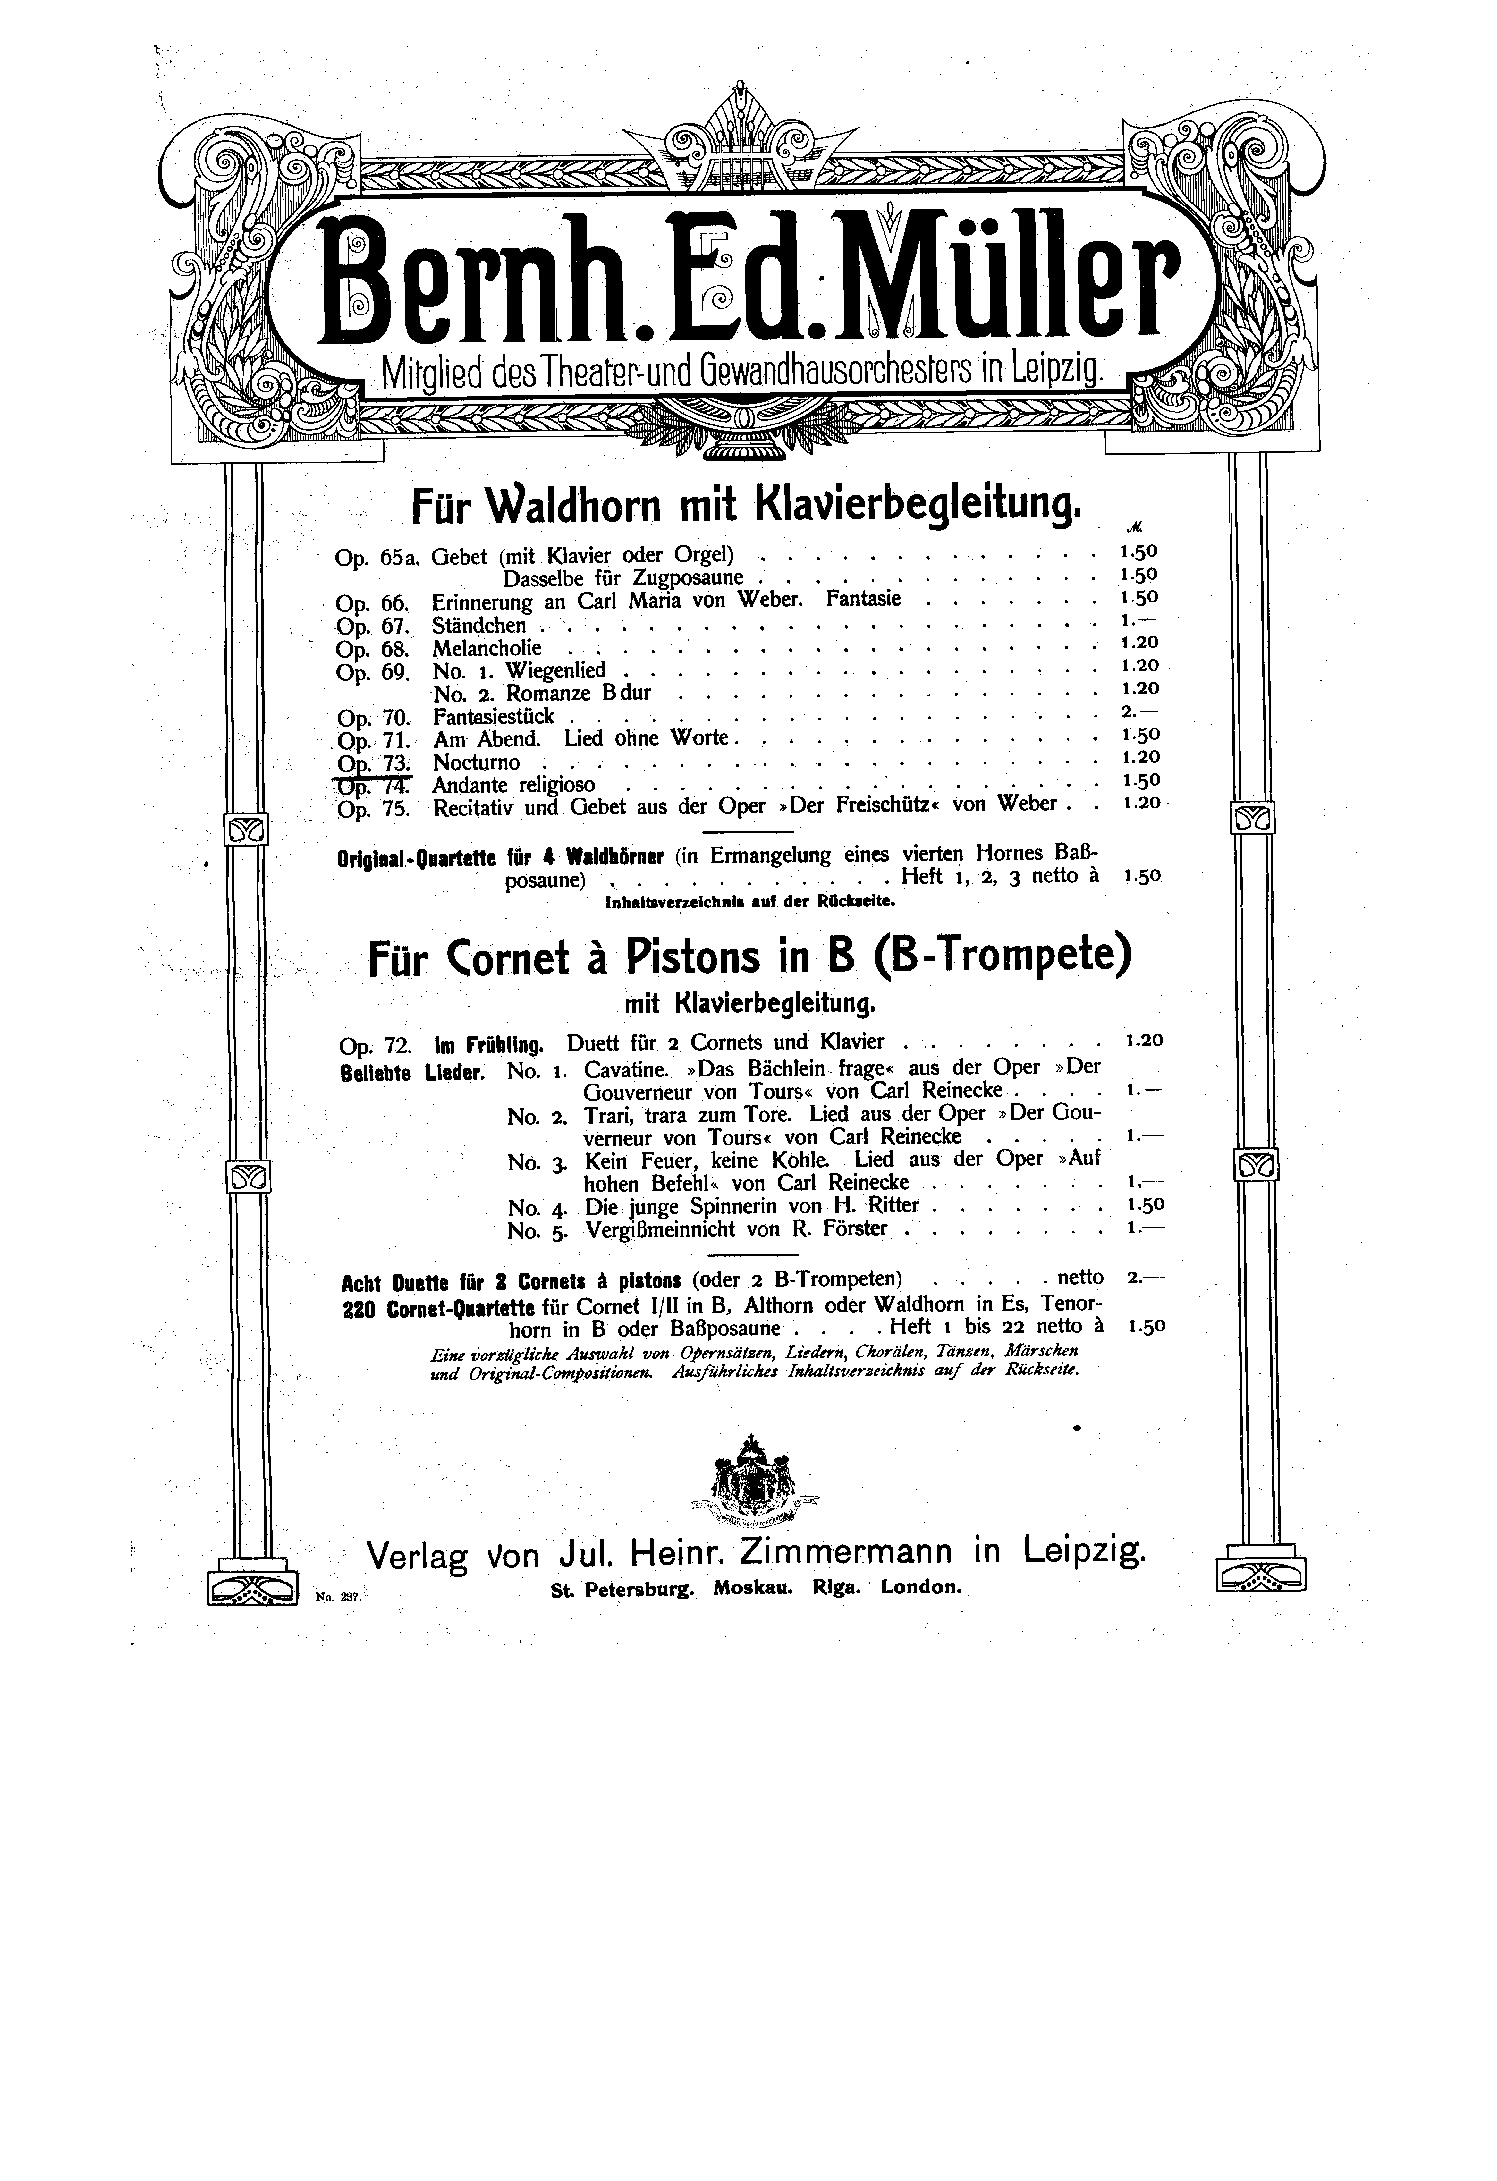 Bernh. Ed. Müller
Mitglied des Theater- und Gewandhausorchesters in Leipzig.
Für Waldhorn mit Klavierbegleitung.
M.
Op. 65a. Gebet (mit Klavier oder Orgel) . . . . . . . . . . . . . 1.50
Dasselbe für Zugposaune . . . . . . . . . . . . . 1.50
Op. 66. Erinnerung an Carl Maria von Weber. Fantasie . . . . . . . 1.50
Op. 67. Ständchen . . . . . . . . . . . . . . . . . . . . . 1.—
Op. 68. Melancholie . . . . . . . . . . . . . . . . . . . . 1.20
Op. 69. No. 1. Wiegenlied . . . . . . . . . . . . . . . . . . 1.20
No. 2. Romanze B dur . . . . . . . . . . . . . . . . 1.20
Op. 70. Fantasiestück . . . . . . . . . . . . . . . . . . . . 2.—
Op. 71. Am Abend. Lied ohne Worte . . . . . . . . . . . . . . 1.50
Op. 73. Nocturno . . . . . . . . . . . . . . . . . . . . . 1.20
Op. 74. Andante religioso . . . . . . . . . . . . . . . . . . 1.50
Op. 75. Recitativ und Gebet aus der Oper »Der Freischütz« von Weber . . 1.20
Original-Quartette für 4 Waldhörner (in Ermangelung eines vierten Hornes Baß-
posaune) . . . . . . . . . . . Heft 1, 2, 3 netto à 1.50
Inhaltsverzeichnis auf der Rückseite.
Für Cornet à Pistons in B (B-Trompete)
mit Klavierbegleitung.
Op. 72. Im Frühling. Duett für 2 Cornets und Klavier . . . . . . . . 1.20
Beliebte Lieder. No. 1. Cavatine. »Das Bächlein frage« aus der Oper »Der
Gouverneur von Tours« von Carl Reinecke . . . . 1.—
No. 2. Trari, trara zum Tore. Lied aus der Oper »Der Gou-
verneur von Tours« von Carl Reinecke . . . . . 1.—
No. 3. Kein Feuer, keine Kohle. Lied aus der Oper »Auf
hohen Befehl« von Carl Reinecke . . . . . . . 1.—
No. 4. Die junge Spinnerin von H. Ritter . . . . . . . 1.50
No. 5. Vergißmeinnicht von R. Förster . . . . . . . . 1.—
Acht Duette für 2 Cornets à pistons (oder 2 B-Trompeten) . . . . . netto 2.—
220 Cornet-Quartette für Cornet I/II in B, Althorn oder Waldhorn in Es, Tenor-
horn in B oder Baßposaune . . . . Heft 1 bis 22 netto à 1.50
Eine vorzügliche Auswahl von Opernsätzen, Liedern, Chorälen, Tänzen, Märschen
und Original-Compositionen. Ausführliches Inhaltsverzeichnis auf der Rückseite.
Verlag von Jul. Heinr. Zimmermann in Leipzig.
St. Petersburg. Moskau. Riga. London.
No. 297.